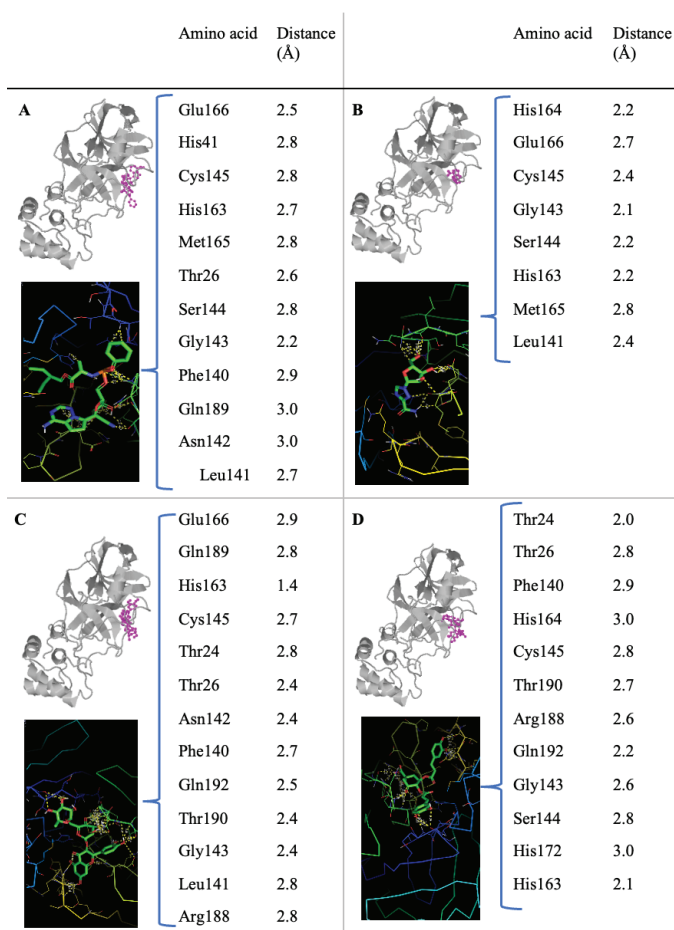 Amino acid Distance (Å)
Amino acid Distance (Å)
A
Glu166 2.5
His41 2.8
Cys145 2.8
His163 2.7
Met165 2.8
Thr26 2.6
Ser144 2.8
Gly143 2.2
Phe140 2.9
Gln189 3.0
Asn142 3.0
Leu141 2.7
B
His164 2.2
Glu166 2.7
Cys145 2.4
Gly143 2.1
Ser144 2.2
His163 2.2
Met165 2.8
Leu141 2.4
C
Glu166 2.9
Gln189 2.8
His163 1.4
Cys145 2.7
Thr24 2.8
Thr26 2.4
Asn142 2.4
Phe140 2.7
Gln192 2.5
Thr190 2.4
Gly143 2.4
Leu141 2.8
Arg188 2.8
D
Thr24 2.0
Thr26 2.8
Phe140 2.9
His164 3.0
Cys145 2.8
Thr190 2.7
Arg188 2.6
Gln192 2.2
Gly143 2.6
Ser144 2.8
His172 3.0
His163 2.1